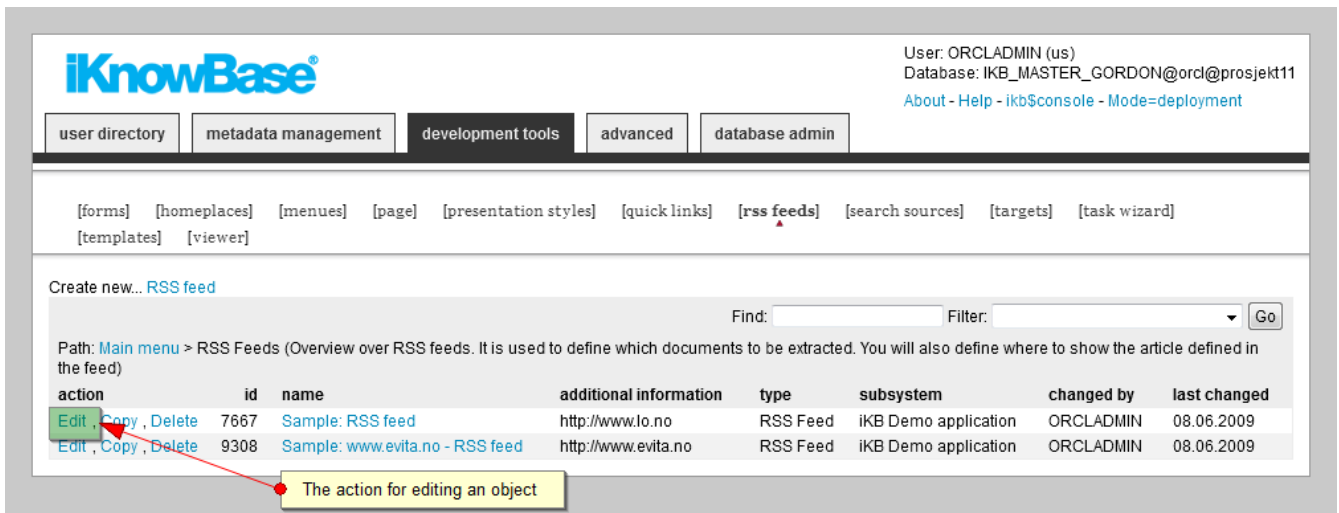 iKnowBase®
User: ORCLADMIN (us)
Database: IKB_MASTER_GORDON@orcl@prosjekt11
About - Help - ikb$console - Mode=deployment
user directory metadata management development tools advanced database admin
[forms] [homeplaces] [menues] [page] [presentation styles] [quick links] [rss feeds] [search sources] [targets] [task wizard]
[templates] [viewer]
Create new... RSS feed
Find: Filter: Go
Path: Main menu > RSS Feeds (Overview over RSS feeds. It is used to define which documents to be extracted. You will also define where to show the article defined in
the feed)
action id name additional information type subsystem changed by last changed
Edit , Copy , Delete 7667 Sample: RSS feed http://www.lo.no RSS Feed iKB Demo application ORCLADMIN 08.06.2009
Edit , Copy , Delete 9308 Sample: www.evita.no - RSS feed http://www.evita.no RSS Feed iKB Demo application ORCLADMIN 08.06.2009
The action for editing an object